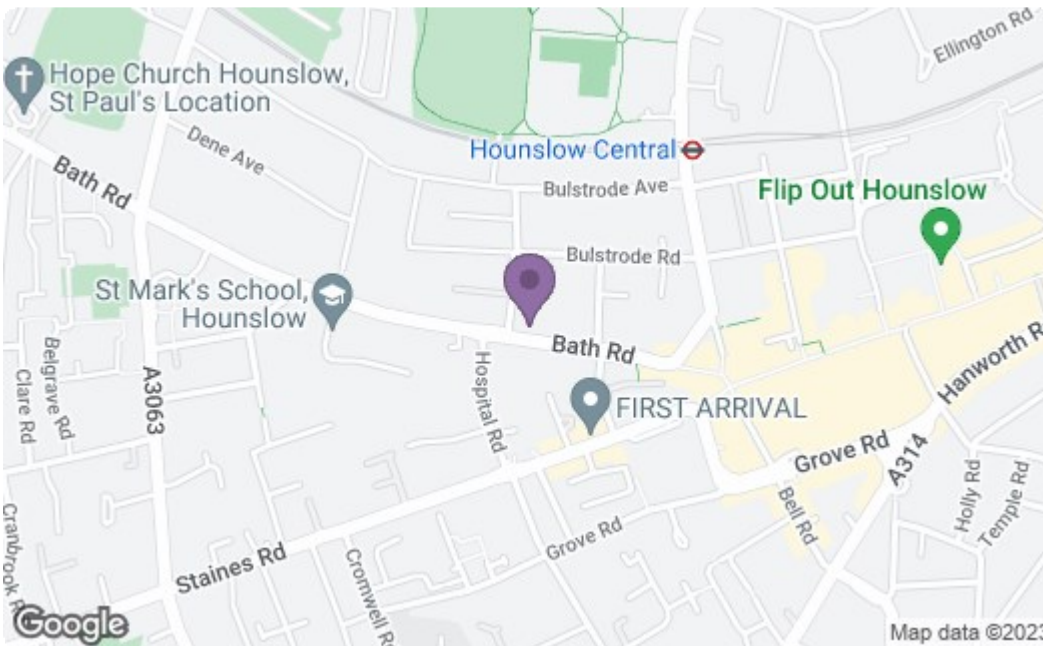 Ellington Rd
Hope Church Hounslow,
St Paul's Location
Dene Ave
Hounslow Central
Bath Rd
Bulstrode Ave
Flip Out Hounslow
Bulstrode Rd
St Mark's School,
Hounslow
Bath Rd
Belgrave Rd
Clare Rd
A3063
Hospital Rd
FIRST ARRIVAL
Hanworth R
Grove Rd
A314
Holly Rd
Temple Rd
Bell Rd
Cranbrook R
Grove Rd
Staines Rd
Cromwell R
Google
Map data ©2023